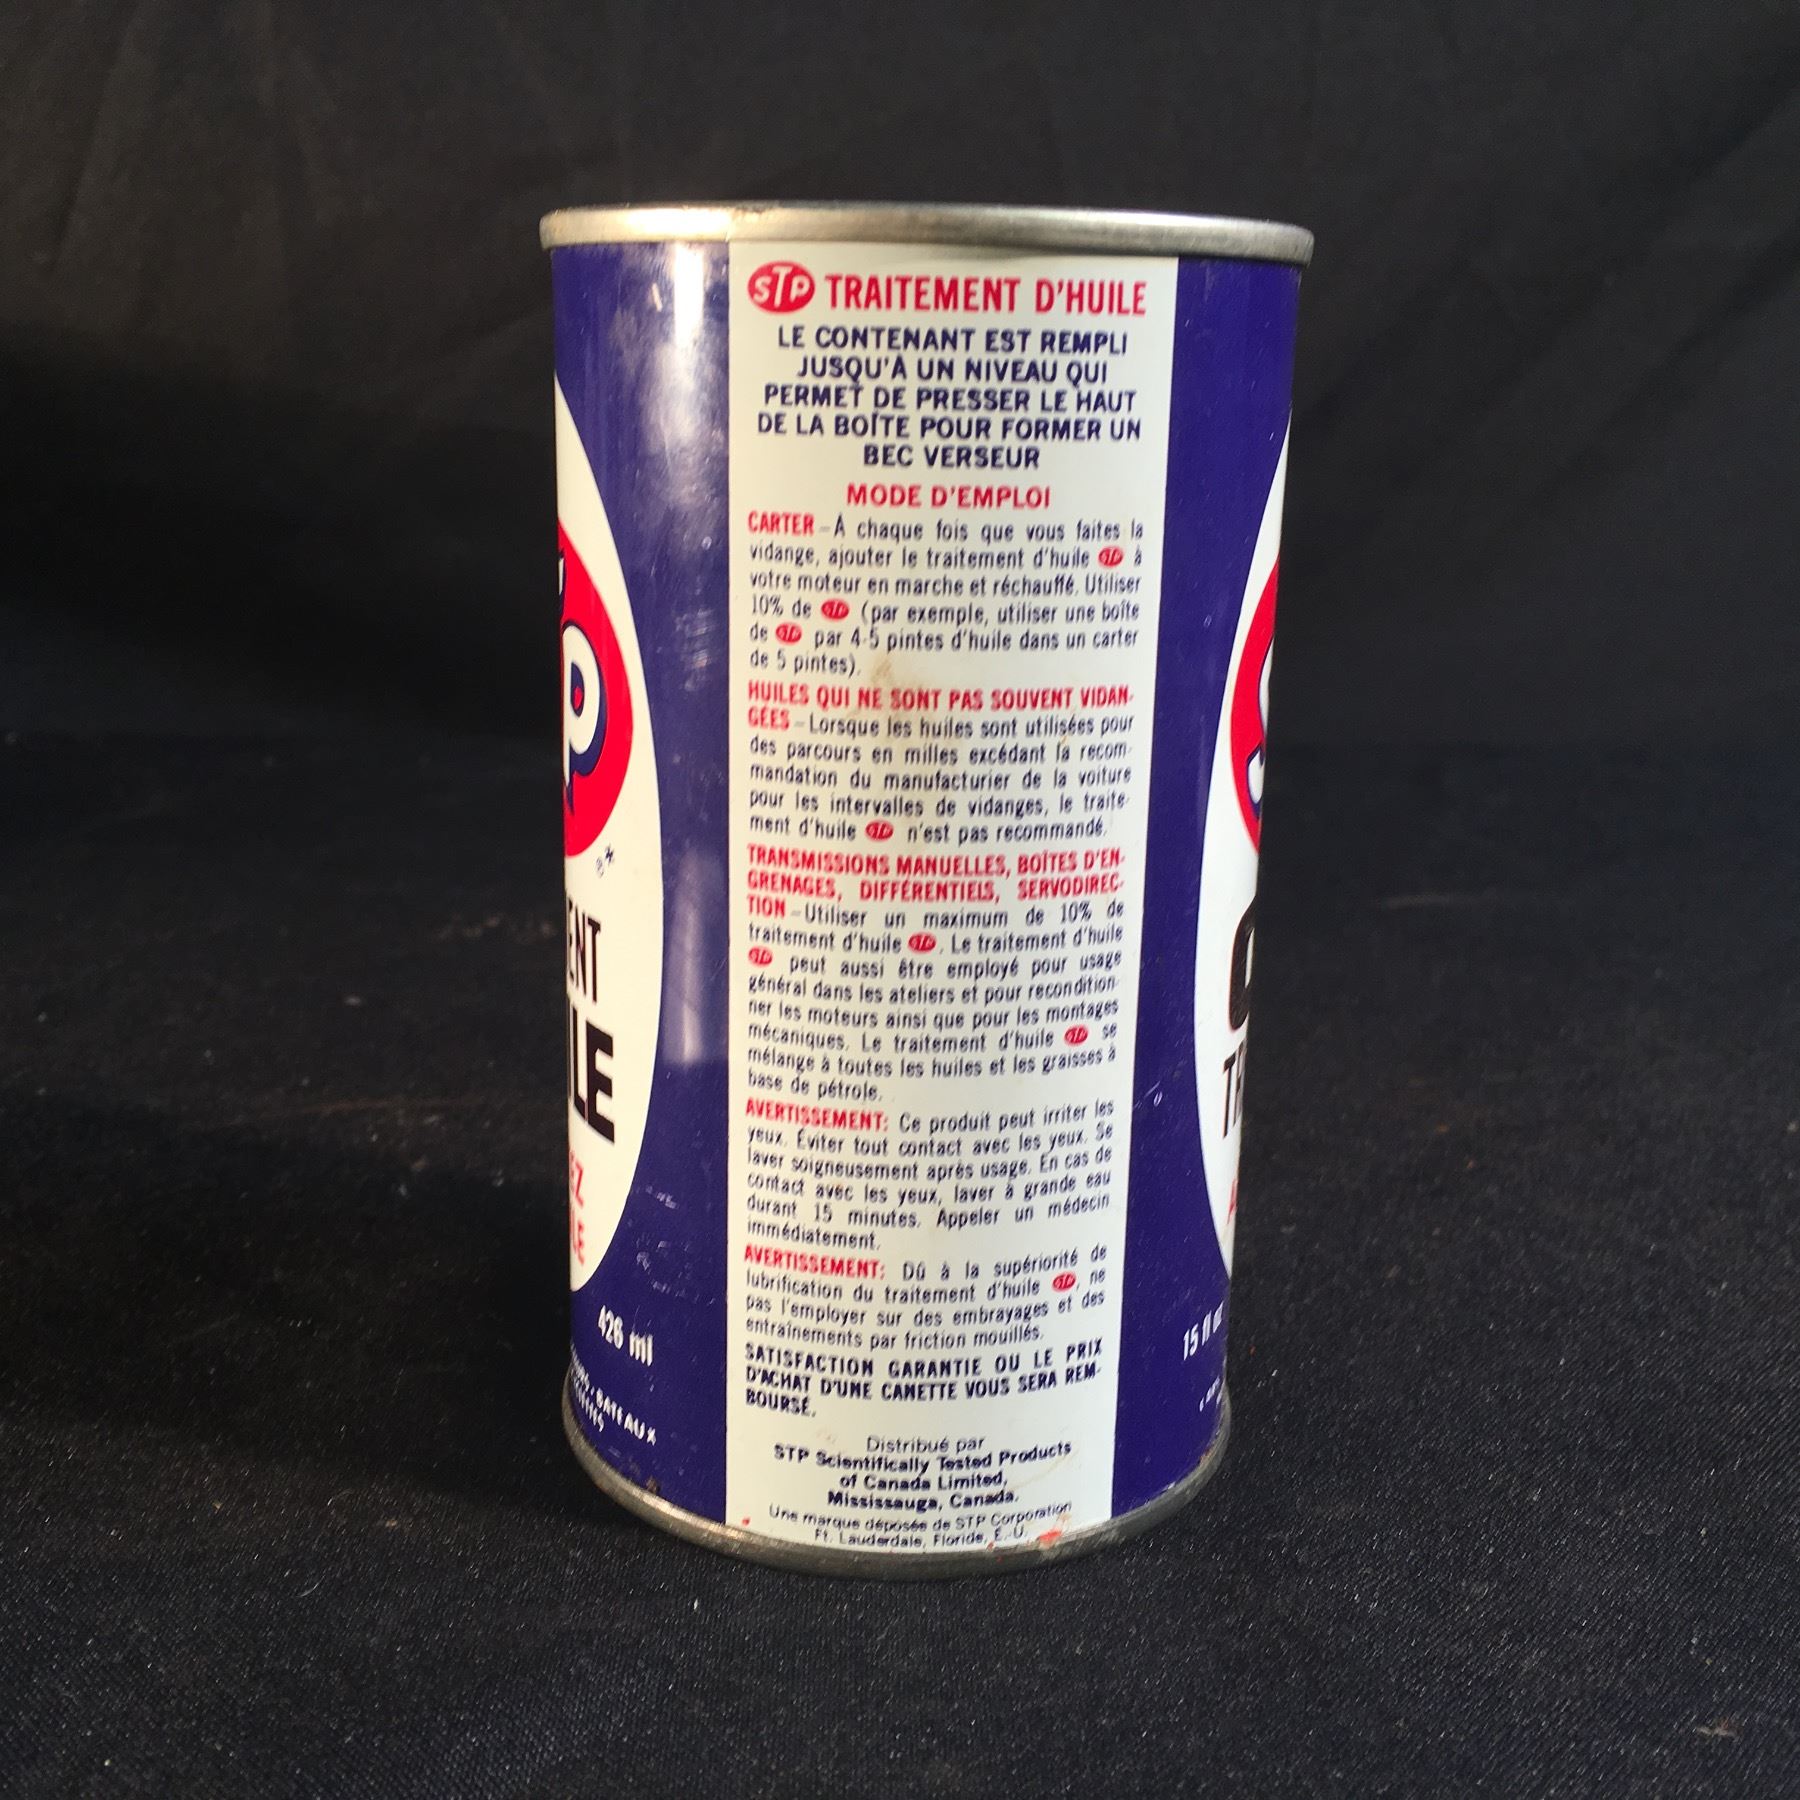 STP TRAITEMENT D'HUILE
LE CONTENANT EST REMPLI
JUSQU'À UN NIVEAU QUI
PERMET DE PRESSER LE HAUT
DE LA BOÎTE POUR FORMER UN
BEC VERSEUR
MODE D'EMPLOI
CARTER – À chaque fois que vous faites la
vidange, ajouter le traitement d'huile STP à
votre moteur en marche et réchauffé. Utiliser
10% de STP (par exemple, utiliser une boîte
de STP par 4-5 pintes d'huile dans un carter
de 5 pintes).
HUILES QUI NE SONT PAS SOUVENT VIDAN-
GÉES – Lorsque les huiles sont utilisées pour
des parcours en milles excédant la recom-
mandation du manufacturier de la voiture
pour les intervalles de vidanges, le traite-
ment d'huile STP n'est pas recommandé.
TRANSMISSIONS MANUELLES, BOÎTES D'EN-
GRENAGES, DIFFÉRENTIELS, SERVODIREC-
TION – Utiliser un maximum de 10% de
traitement d'huile STP. Le traitement d'huile
STP peut aussi être employé pour usage
général dans les ateliers et pour recondition-
ner les moteurs ainsi que pour les montages
mécaniques. Le traitement d'huile STP se
mélange à toutes les huiles et les graisses à
base de pétrole.
AVERTISSEMENT: Ce produit peut irriter les
yeux. Éviter tout contact avec les yeux. Se
laver soigneusement après usage. En cas de
contact avec les yeux, laver à grande eau
durant 15 minutes. Appeler un médecin
immédiatement.
AVERTISSEMENT: Dû à la supériorité de
lubrification du traitement d'huile STP, ne
pas l'employer sur des embrayages et des
entraînements par friction mouillés.
SATISFACTION GARANTIE OU LE PRIX
D'ACHAT D'UNE CANETTE VOUS SERA REM-
BOURSÉ.
Distribué par
STP Scientifically Tested Products
of Canada Limited,
Mississauga, Canada.
Une marque déposée de STP Corporation
Ft. Lauderdale, Floride, É.-U.
P
®*
ENT
LE
EZ
LE
426 ml
BATEAUX
15 fl oz